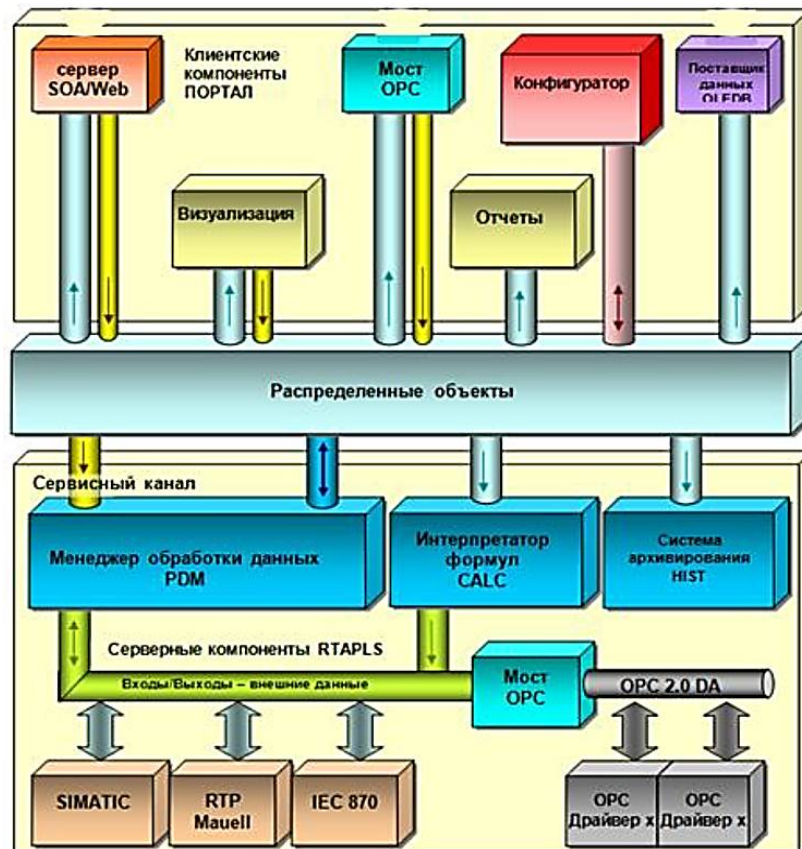 сервер
SOA/Web
Клиентские
компоненты
ПОРТАЛ
Мост
OPC
Конфигуратор
Поставщик
данных
OLEDB
Визуализация
Отчеты
Распределенные объекты
Сервисный канал
Менеджер обработки данных
PDM
Интерпретатор
формул
CALC
Система
архивирования
HIST
Серверные компоненты RTAPLS
Входы/Выходы – внешние данные
Мост
OPC
OPC 2.0 DA
SIMATIC
RTP
Mauell
IEC 870
OPC
Драйвер x
OPC
Драйвер x